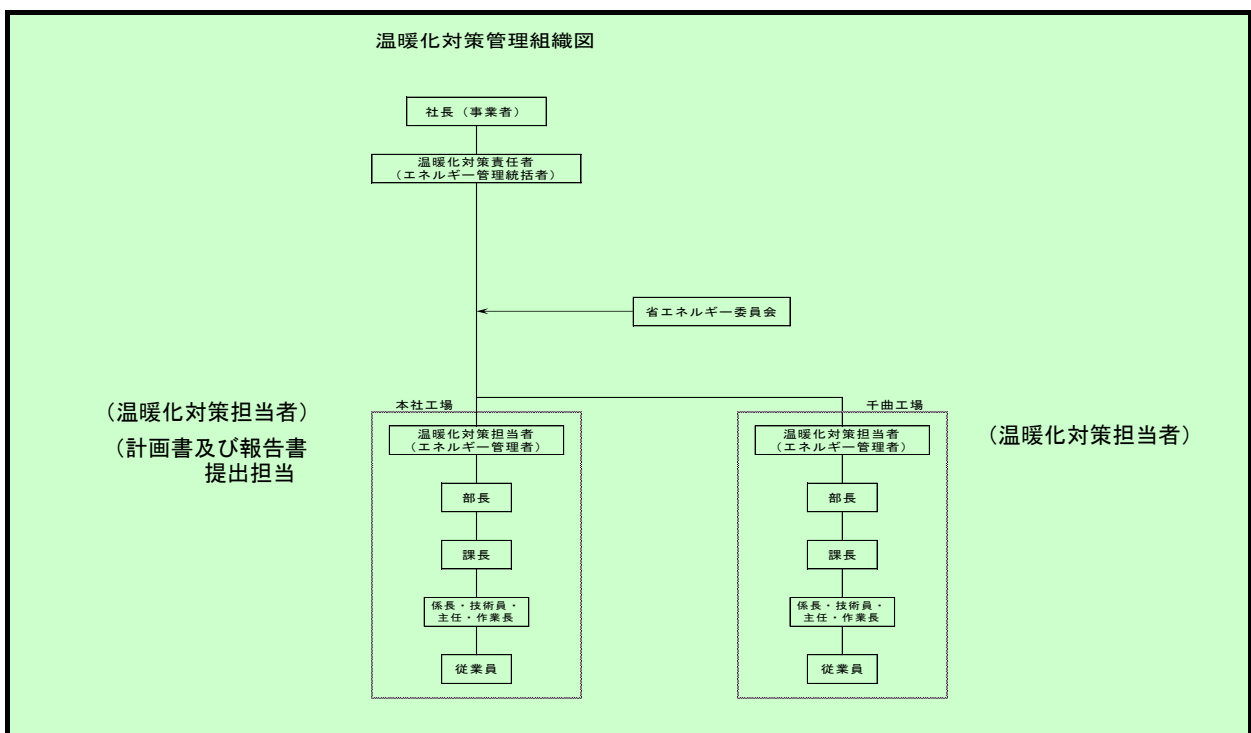 温暖化対策管理組織図
社長（事業者）
温暖化対策責任者
（エネルギー管理統括者）
省エネルギー委員会
（温暖化対策担当者）
（計画書及び報告書
提出担当
本社工場
温暖化対策担当者
（エネルギー管理者）
部長
課長
係長・技術員・
主任・作業長
従業員
千曲工場
温暖化対策担当者
（エネルギー管理者）
部長
課長
係長・技術員・
主任・作業長
従業員
（温暖化対策担当者）